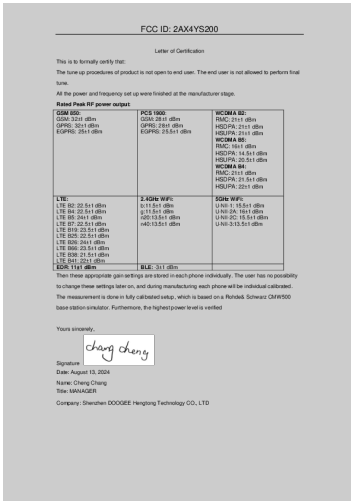 FCC ID: 2AX4YS200
Letter of Certification
This is to formally certify that:
The tune up procedures of product is not open to end user. The end user is not allowed to perform final
tune.
All the power and frequency set up were finished at the manufacturer stage.
Rated Peak RF power output:
GSM 850:
GSM: 32±1 dBm
GPRS: 32±1 dBm
EGPRS: 25±1 dBm
PCS 1900:
GSM: 28±1 dBm
GPRS: 28±1 dBm
EGPRS: 25.5±1 dBm
WCDMA B2:
RMC: 21±1 dBm
HSDPA: 21±1 dBm
HSUPA: 21±1 dBm
WCDMA B5:
RMC: 16±1 dBm
HSDPA: 14.5±1 dBm
HSUPA: 20.5±1 dBm
WCDMA B4:
RMC: 21±1 dBm
HSDPA: 21.5±1 dBm
HSUPA: 22±1 dBm
LTE:
LTE B2: 22.5±1 dBm
LTE B4: 22.5±1 dBm
LTE B5: 24±1 dBm
LTE B7: 22.5±1 dBm
LTE B19: 23.5±1 dBm
LTE B25: 22.5±1 dBm
LTE B26: 24±1 dBm
LTE B66: 23.5±1 dBm
LTE B38: 21.5±1 dBm
LTE B41: 22±1 dBm
2.4GHz WiFi:
b:11.5±1 dBm
g:11.5±1 dBm
n20:13.5±1 dBm
n40:13.5±1 dBm
5GHz WiFi:
U-NII-1: 15.5±1 dBm
U-NII-2A: 16±1 dBm
U-NII-2C: 15.5±1 dBm
U-NII-3:13.5±1 dBm
EDR: 11±1 dBm
BLE: -3±1 dBm
Then these appropriate gain settings are stored in each phone individually. The user has no possibility
to change these settings later on, and during manufacturing each phone will be individual calibrated.
The measurement is done in fully calibrated setup, which is based on a Rohde& Schwarz CMW500
base station simulator. Furthermore, the highest power level is verified
Yours sincerely,
chang cheng
Signature
Date: August 13, 2024
Name: Cheng Chang
Title: MANAGER
Company: Shenzhen DOOGEE Hengtong Technology CO., LTD